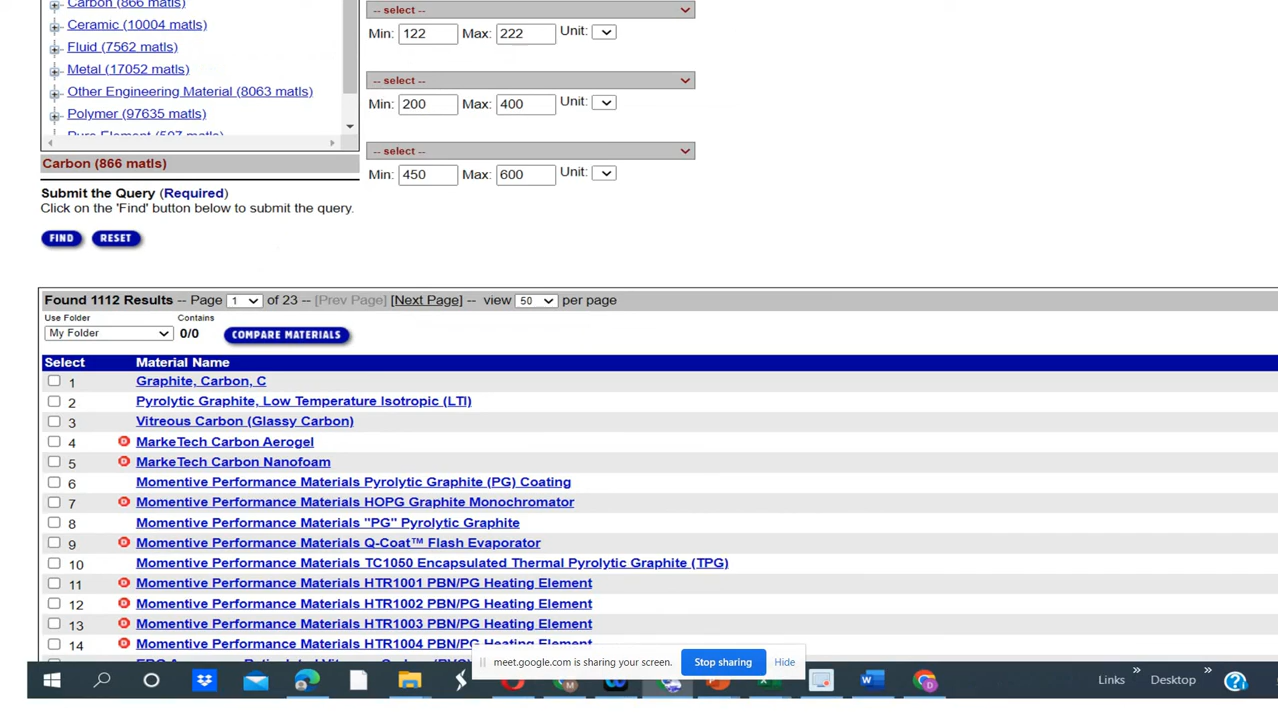 Carbon (866 matls)
Ceramic (10004 matls)
Fluid (7562 matls)
Metal (17052 matls)
Other Engineering Material (8063 matls)
Polymer (97635 matls)
Pure Element (507 matls)
Carbon (866 matls)
Submit the Query (Required)
Click on the 'Find' button below to submit the query.
FIND RESET
-- select --
Min: 122 Max: 222 Unit:
-- select --
Min: 200 Max: 400 Unit:
-- select --
Min: 450 Max: 600 Unit:
Found 1112 Results -- Page 1 of 23 -- [Prev Page] [Next Page] -- view 50 per page
Use Folder Contains
My Folder 0/0 COMPARE MATERIALS
Select Material Name
1 Graphite, Carbon, C
2 Pyrolytic Graphite, Low Temperature Isotropic (LTI)
3 Vitreous Carbon (Glassy Carbon)
4 D MarkeTech Carbon Aerogel
5 D MarkeTech Carbon Nanofoam
6 Momentive Performance Materials Pyrolytic Graphite (PG) Coating
7 D Momentive Performance Materials HOPG Graphite Monochromator
8 Momentive Performance Materials "PG" Pyrolytic Graphite
9 D Momentive Performance Materials Q-Coat™ Flash Evaporator
10 Momentive Performance Materials TC1050 Encapsulated Thermal Pyrolytic Graphite (TPG)
11 D Momentive Performance Materials HTR1001 PBN/PG Heating Element
12 D Momentive Performance Materials HTR1002 PBN/PG Heating Element
13 D Momentive Performance Materials HTR1003 PBN/PG Heating Element
14 D Momentive Performance Materials HTR1004 PBN/PG Heating Element
meet.google.com is sharing your screen. Stop sharing Hide
Links » Desktop »